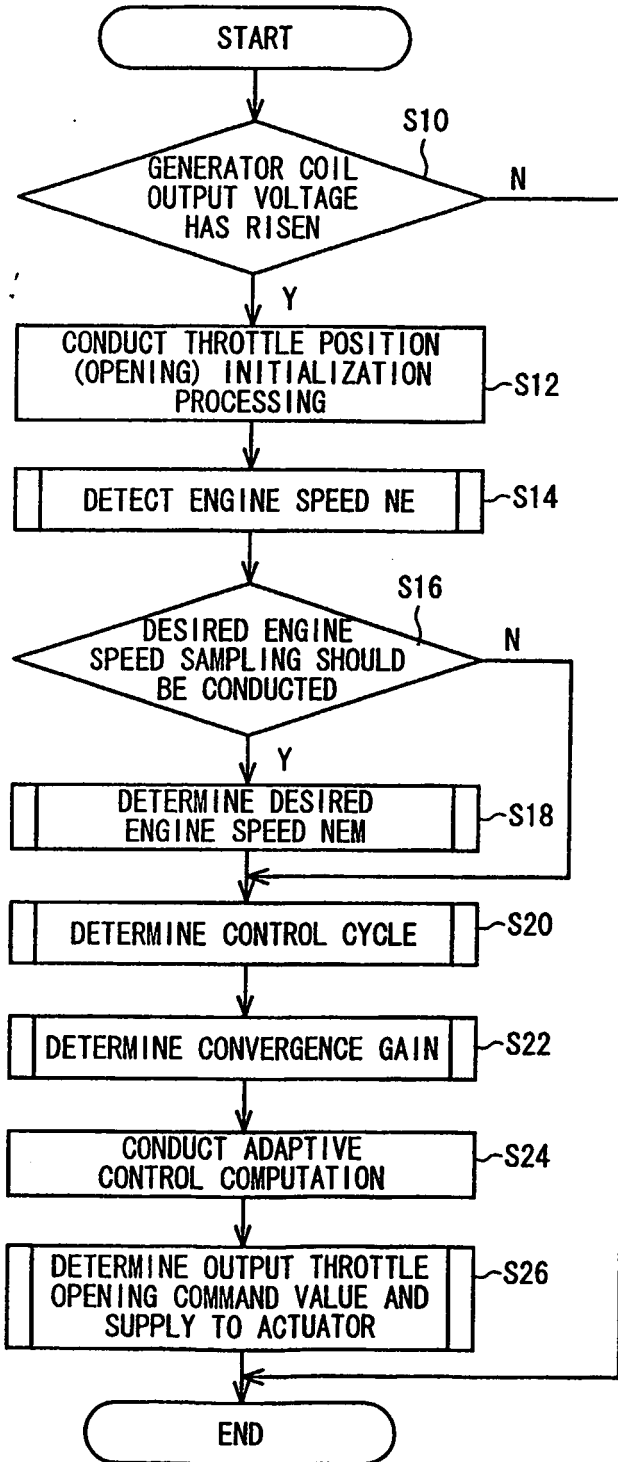 START
S10
GENERATOR COIL
OUTPUT VOLTAGE
HAS RISEN
N
Y
CONDUCT THROTTLE POSITION
(OPENING) INITIALIZATION
PROCESSING
S12
DETECT ENGINE SPEED NE
S14
S16
DESIRED ENGINE
SPEED SAMPLING SHOULD
BE CONDUCTED
N
Y
DETERMINE DESIRED
ENGINE SPEED NEM
S18
DETERMINE CONTROL CYCLE
S20
DETERMINE CONVERGENCE GAIN
S22
CONDUCT ADAPTIVE
CONTROL COMPUTATION
S24
DETERMINE OUTPUT THROTTLE
OPENING COMMAND VALUE AND
SUPPLY TO ACTUATOR
S26
END